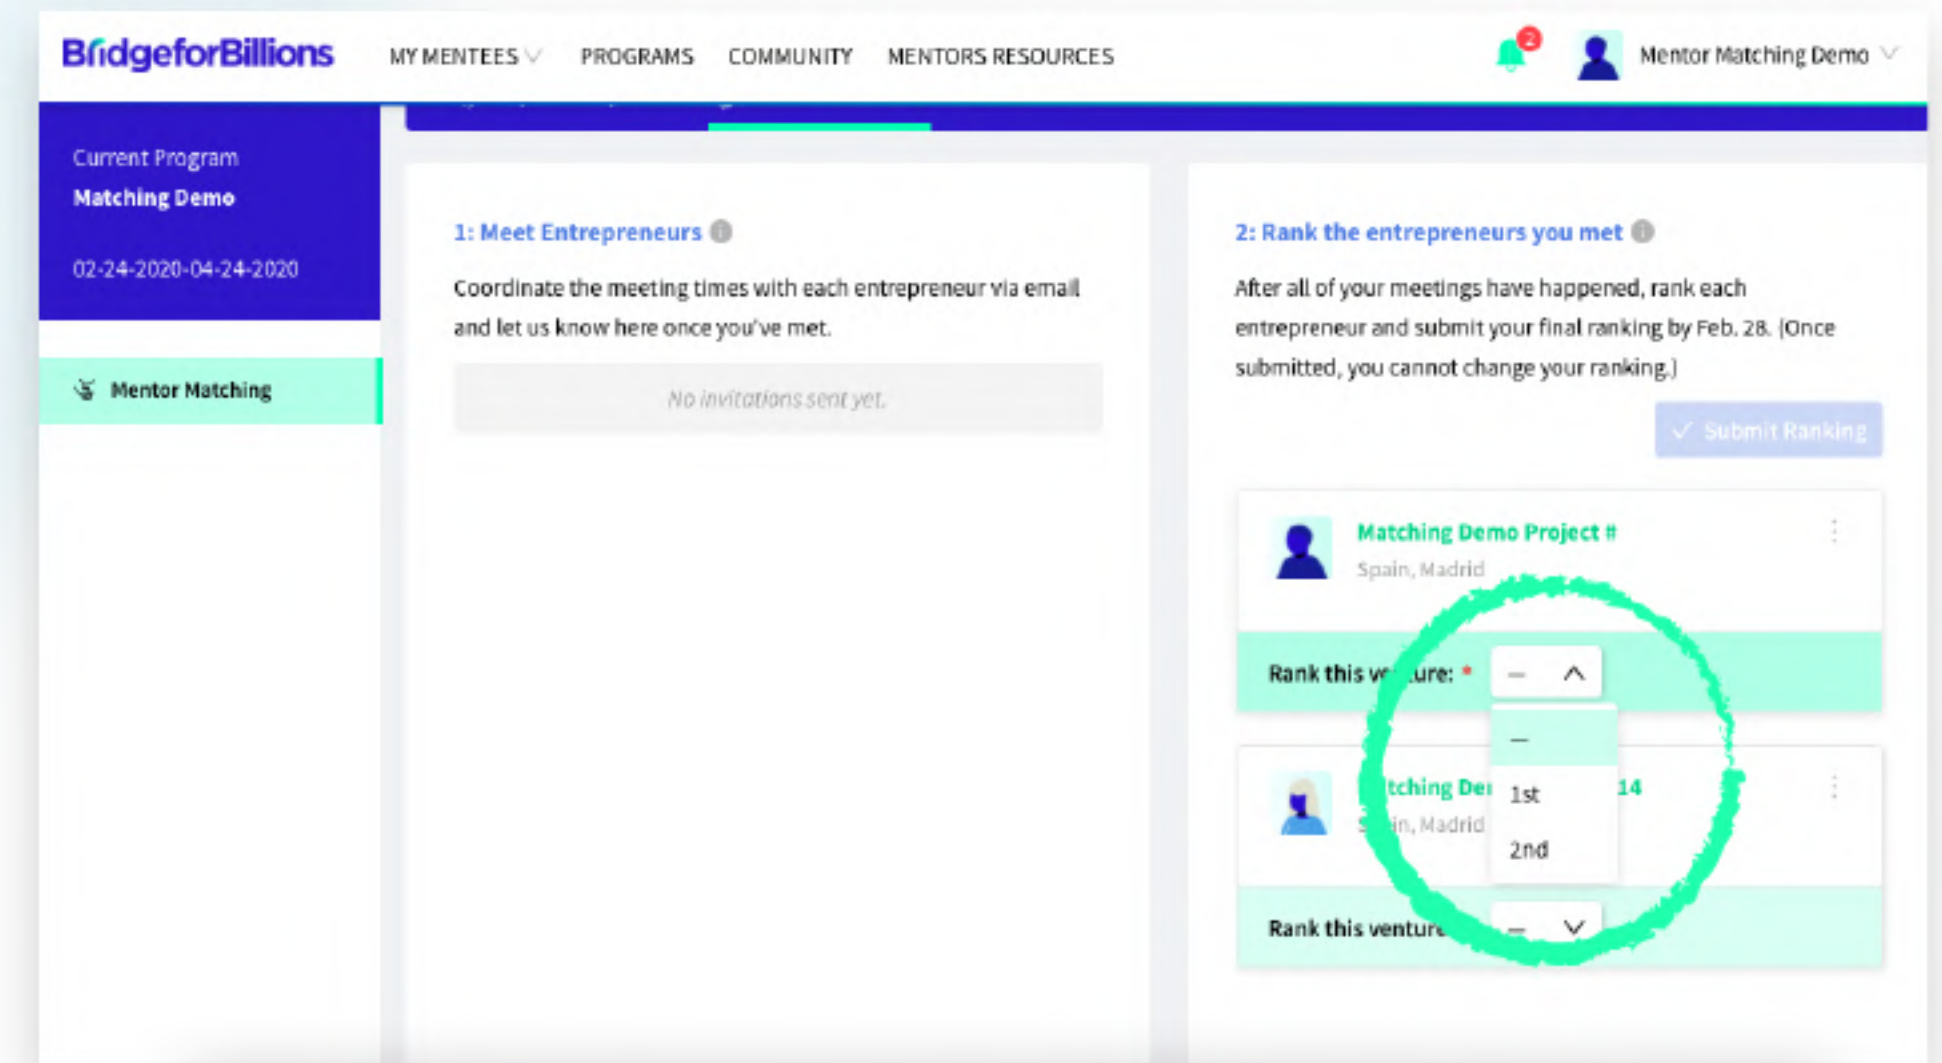 BridgeforBillions
MY MENTEES
PROGRAMS
COMMUNITY
MENTORS RESOURCES
2
Mentor Matching Demo
Current Program
Matching Demo
02-24-2020-04-24-2020
Mentor Matching
1: Meet Entrepreneurs
Coordinate the meeting times with each entrepreneur via email
and let us know here once you've met.
No invitations sent yet.
2: Rank the entrepreneurs you met
After all of your meetings have happened, rank each
entrepreneur and submit your final ranking by Feb. 28. (Once
submitted, you cannot change your ranking.)
✓ Submit Ranking
Matching Demo Project #
Spain, Madrid
Rank this venture: * —
—
1st
2nd
14
Madrid
Rank this venture —